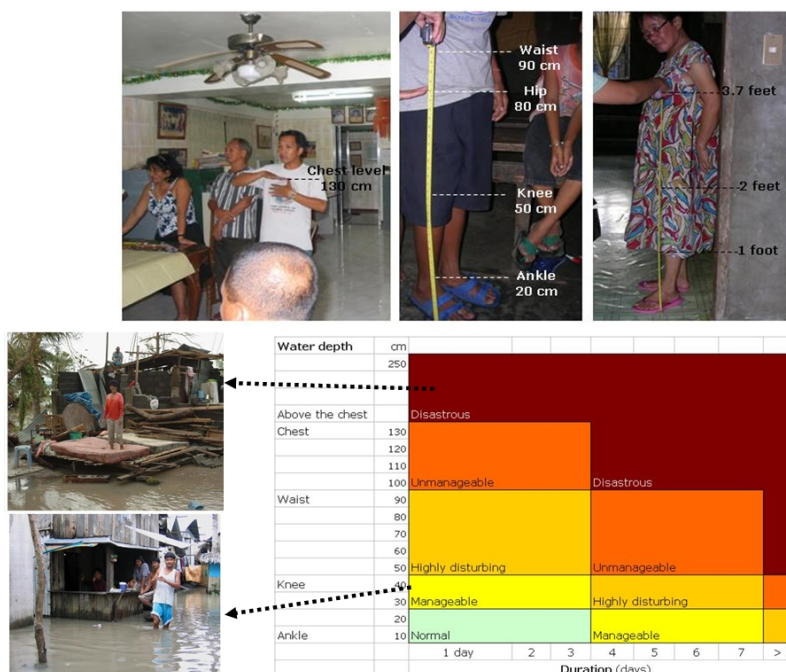 Chest level
130 cm
Waist
90 cm
Hip
80 cm
Knee
50 cm
Ankle
20 cm
3.7 feet
2 feet
1 foot
Water depth cm
250
Above the chest Disastrous
Chest 130
120
110
100 Unmanageable Disastrous
Waist 90
80
70
60
50 Highly disturbing Unmanageable
Knee 40
30 Manageable Highly disturbing
20
Ankle 10 Normal Manageable
1 day 2 3 4 5 6 7 >
Duration (days)